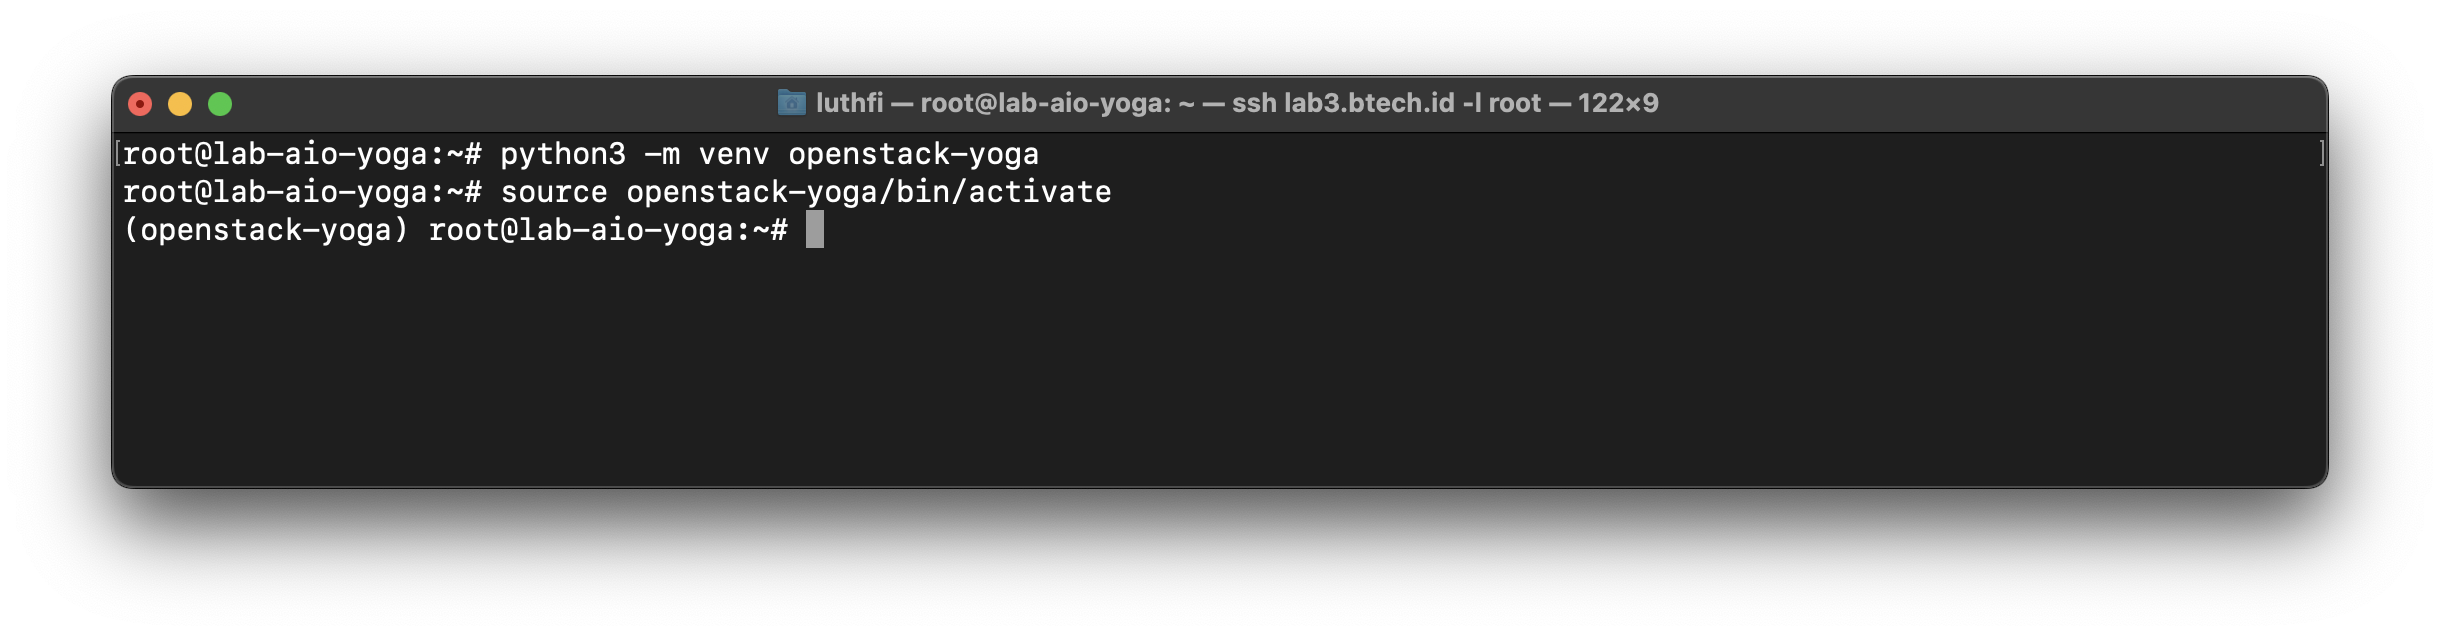 luthfi — root@lab-aio-yoga: ~ — ssh lab3.btech.id -l root — 122×9
[root@lab-aio-yoga:~# python3 -m venv openstack-yoga ]
root@lab-aio-yoga:~# source openstack-yoga/bin/activate
(openstack-yoga) root@lab-aio-yoga:~#